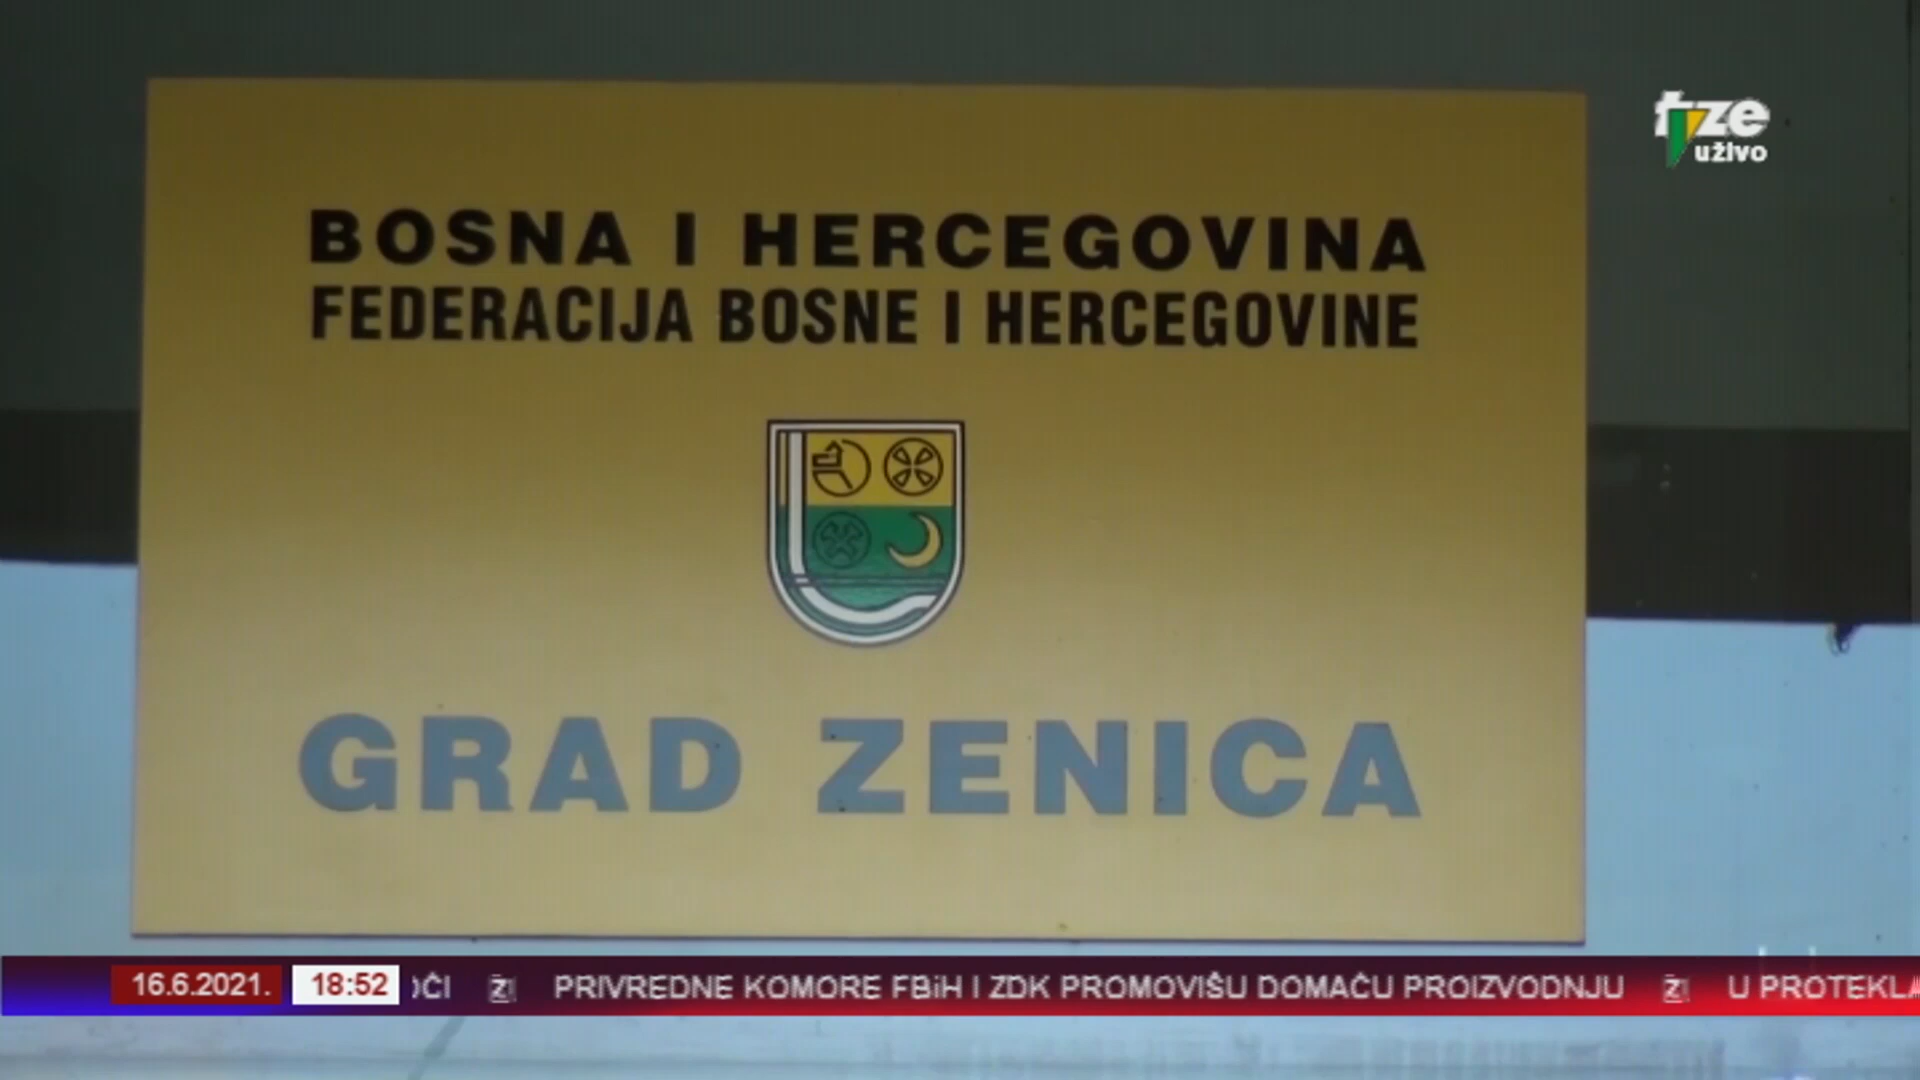 BOSNA I HERCEGOVINA
FEDERACIJA BOSNE I HERCEGOVINE
GRAD ZENICA
rtvze
uživo
16.6.2021. 18:52 PRIVREDNE KOMORE FBiH I ZDK PROMOVIŠU DOMAĆU PROIZVODNJU U